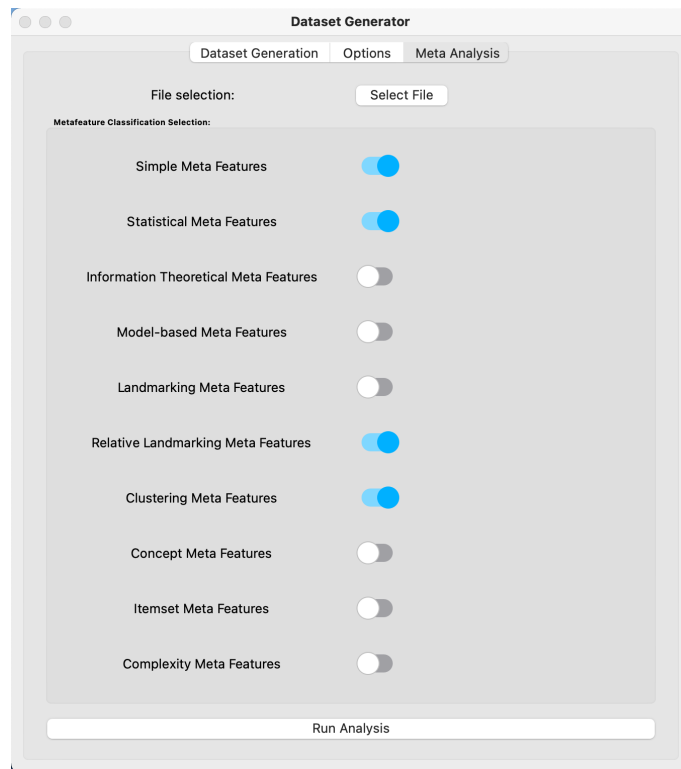 Dataset Generator
Dataset Generation Options Meta Analysis
File selection: Select File
Metafeature Classification Selection:
Simple Meta Features
Statistical Meta Features
Information Theoretical Meta Features
Model-based Meta Features
Landmarking Meta Features
Relative Landmarking Meta Features
Clustering Meta Features
Concept Meta Features
Itemset Meta Features
Complexity Meta Features
Run Analysis